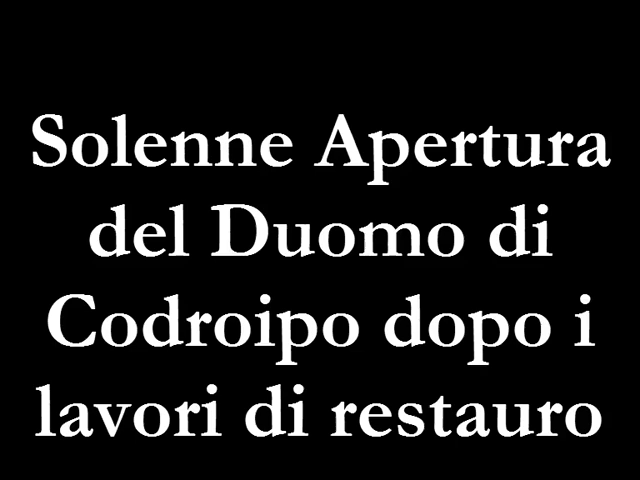 Solenne Apertura
del Duomo di
Codroipo dopo i
lavori di restauro